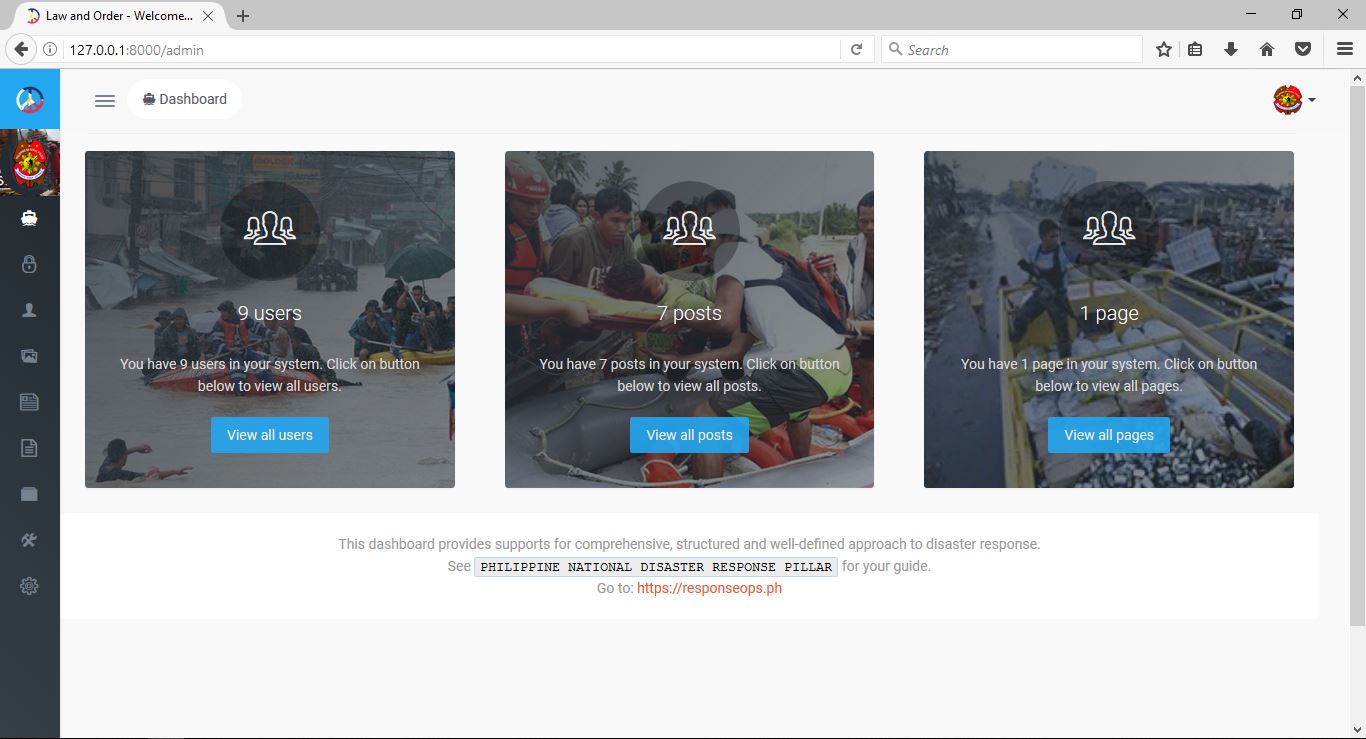 Law and Order - Welcome...
127.0.0.1:8000/admin
Search
Dashboard
9 users
You have 9 users in your system. Click on button
below to view all users.
View all users
7 posts
You have 7 posts in your system. Click on button
below to view all posts.
View all posts
1 page
You have 1 page in your system. Click on button
below to view all pages.
View all pages
This dashboard provides supports for comprehensive, structured and well-defined approach to disaster response.
See PHILIPPINE NATIONAL DISASTER RESPONSE PILLAR for your guide.
Go to: https://responseops.ph